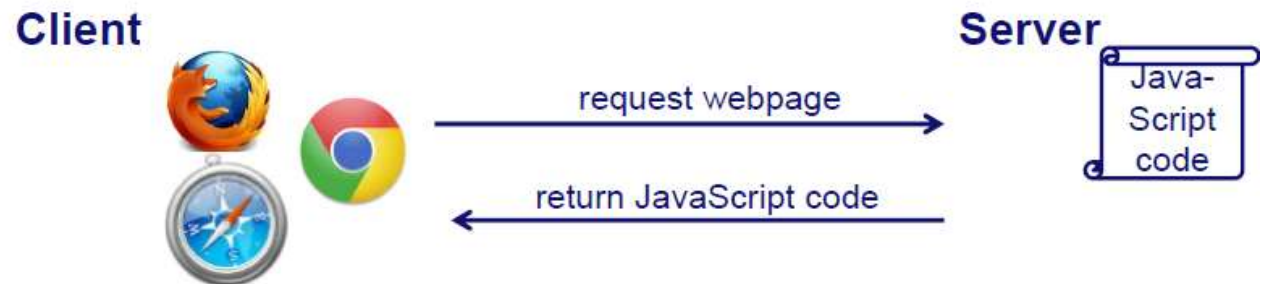 Client
Server
request webpage
Java-
Script
code
return JavaScript code